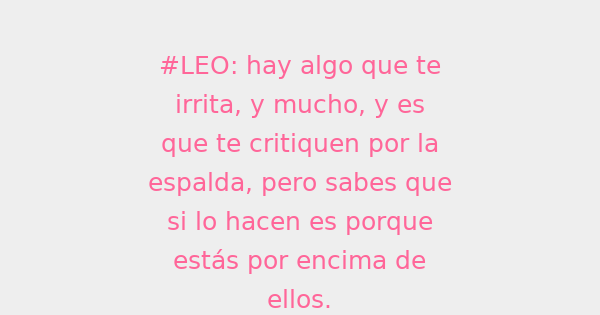 #LEO: hay algo que te
irrita, y mucho, y es
que te critiquen por la
espalda, pero sabes que
si lo hacen es porque
estás por encima de
ellos.